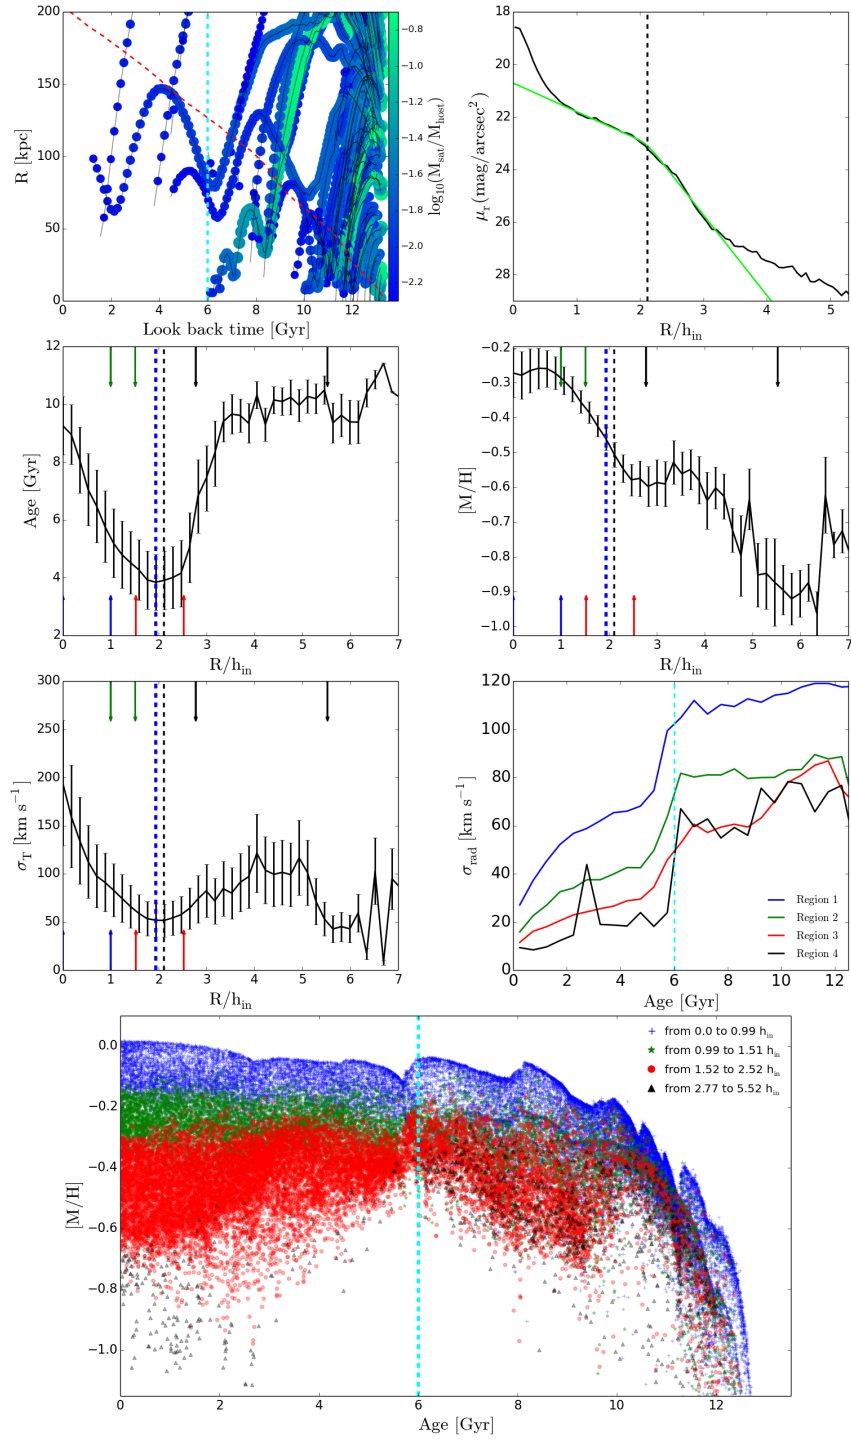 200
150
100
50
0
R [kpc]
0 2 4 6 8 10 12
Look back time [Gyr]
−0.8
−1.0
−1.2
−1.4
−1.6
−1.8
−2.0
−2.2
log10(Msat/Mhost)
18
22
23
26
28
μr(mag/arcsec²)
0 1 2 3 4 5
R/hin
12
10
8
6
4
2
Age [Gyr]
0 1 2 3 4 5 6 7
R/hin
−0.2
−0.3
−0.4
−0.5
−0.6
−0.7
−0.8
−0.9
−1.0
[M/H]
0 1 2 3 4 5 6 7
R/hin
300
250
200
150
100
50
0
σT [km s−1]
0 1 2 3 4 5 6 7
R/hin
120
100
80
60
40
20
0
σrad [km s−1]
Region 1
Region 2
Region 3
Region 4
0 2 4 6 8 10 12
Age [Gyr]
0.0
−0.2
−0.4
−0.6
−0.8
−1.0
[M/H]
from 0.0 to 0.99 hin
from 0.99 to 1.51 hin
from 1.52 to 2.52 hin
from 2.77 to 5.52 hin
0 2 4 6 8 10 12
Age [Gyr]